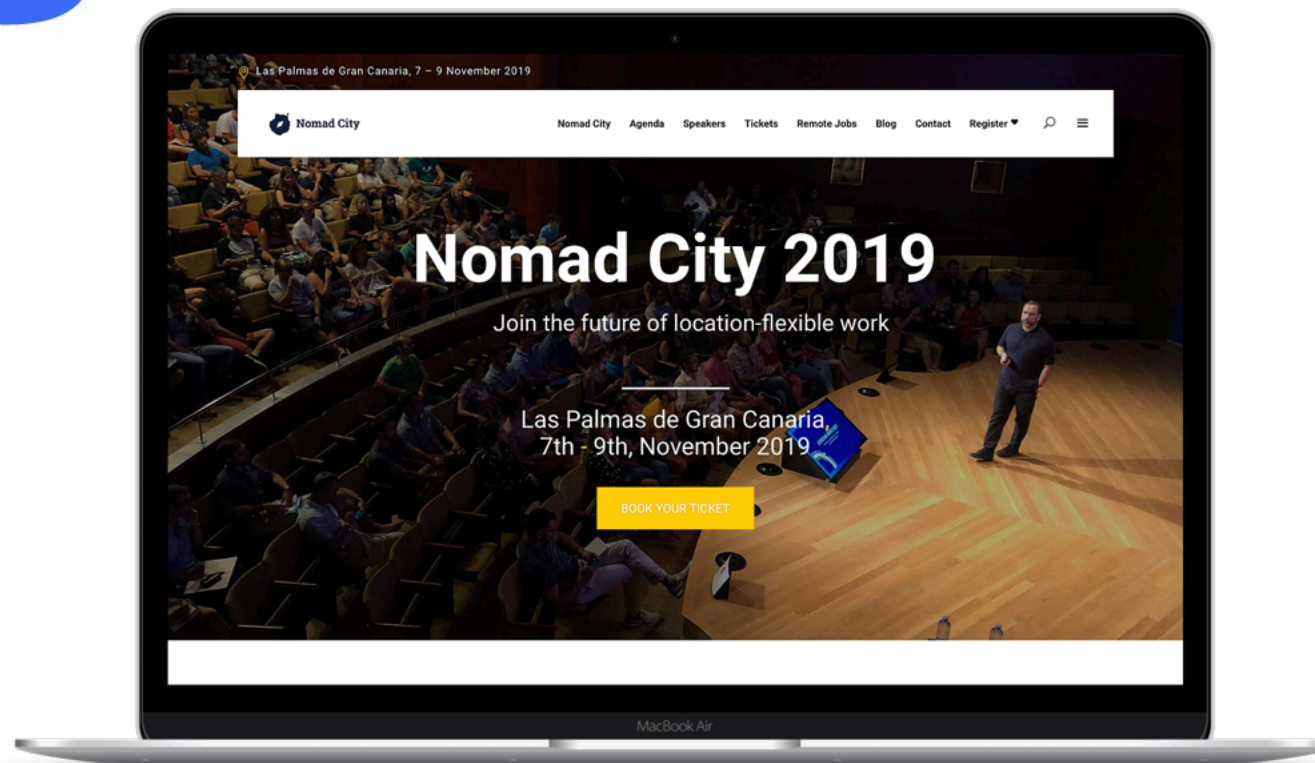 Las Palmas de Gran Canaria, 7 – 9 November 2019
Nomad City
Nomad City Agenda Speakers Tickets Remote Jobs Blog Contact Register ♥
Nomad City 2019
Join the future of location-flexible work
Las Palmas de Gran Canaria,
7th - 9th, November 2019
BOOK YOUR TICKET
MacBook Air